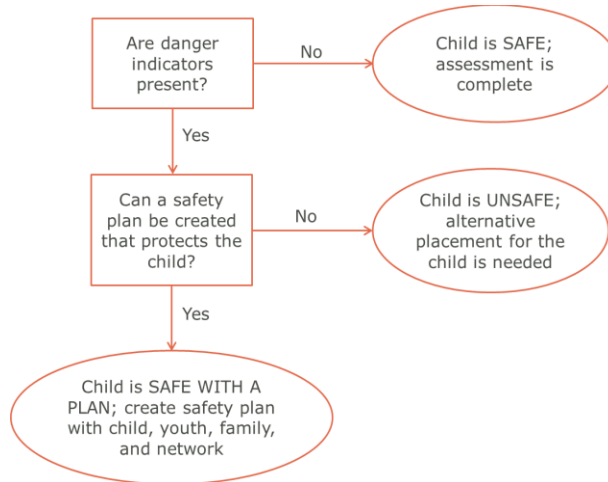 Are danger
indicators
present?
No
Child is SAFE;
assessment is
complete
Yes
Can a safety
plan be created
that protects the
child?
No
Child is UNSAFE;
alternative
placement for the
child is needed
Yes
Child is SAFE WITH A
PLAN; create safety plan
with child, youth, family,
and network